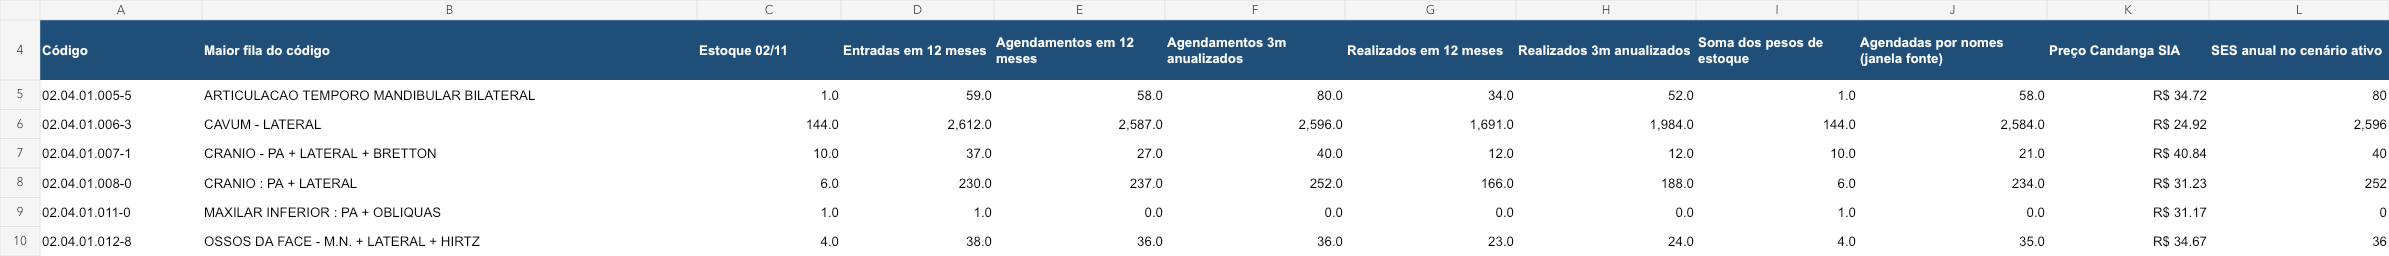 A B C D E F G H I J K L
4 Código Maior fila do código Estoque 02/11 Entradas em 12 meses Agendamentos em 12 meses Agendamentos 3m anualizados Realizados em 12 meses Realizados 3m anualizados Soma dos pesos de estoque Agendadas por nomes (janela fonte) Preço Candanga SIA SES anual no cenário ativo
5 02.04.01.005-5 ARTICULACAO TEMPORO MANDIBULAR BILATERAL 1.0 59.0 58.0 80.0 34.0 52.0 1.0 58.0 R$ 34.72 80
6 02.04.01.006-3 CAVUM - LATERAL 144.0 2,612.0 2,587.0 2,596.0 1,691.0 1,984.0 144.0 2,584.0 R$ 24.92 2,596
7 02.04.01.007-1 CRANIO - PA + LATERAL + BRETTON 10.0 37.0 27.0 40.0 12.0 12.0 10.0 21.0 R$ 40.84 40
8 02.04.01.008-0 CRANIO : PA + LATERAL 6.0 230.0 237.0 252.0 166.0 188.0 6.0 234.0 R$ 31.23 252
9 02.04.01.011-0 MAXILAR INFERIOR : PA + OBLIQUAS 1.0 1.0 0.0 0.0 0.0 0.0 1.0 0.0 R$ 31.17 0
10 02.04.01.012-8 OSSOS DA FACE - M.N. + LATERAL + HIRTZ 4.0 38.0 36.0 36.0 23.0 24.0 4.0 35.0 R$ 34.67 36